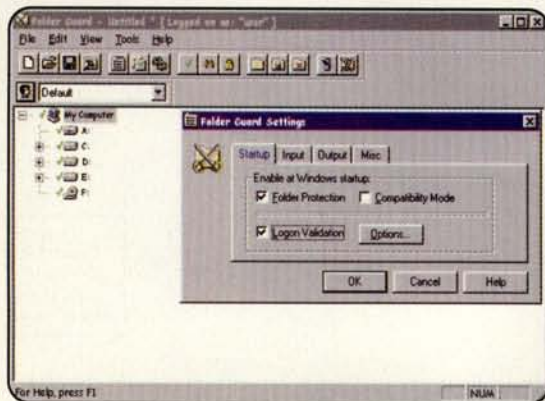 Folder Guard - Untitled * [ Logged on as: "user" ]
File Edit View Tools Help
Default
My Computer
A:
C:
D:
E:
F:
Folder Guard Settings
Startup Input Output Misc
Enable at Windows startup:
Folder Protection Compatibility Mode
Logon Validation Options...
OK Cancel Help
For Help, press F1
NUM